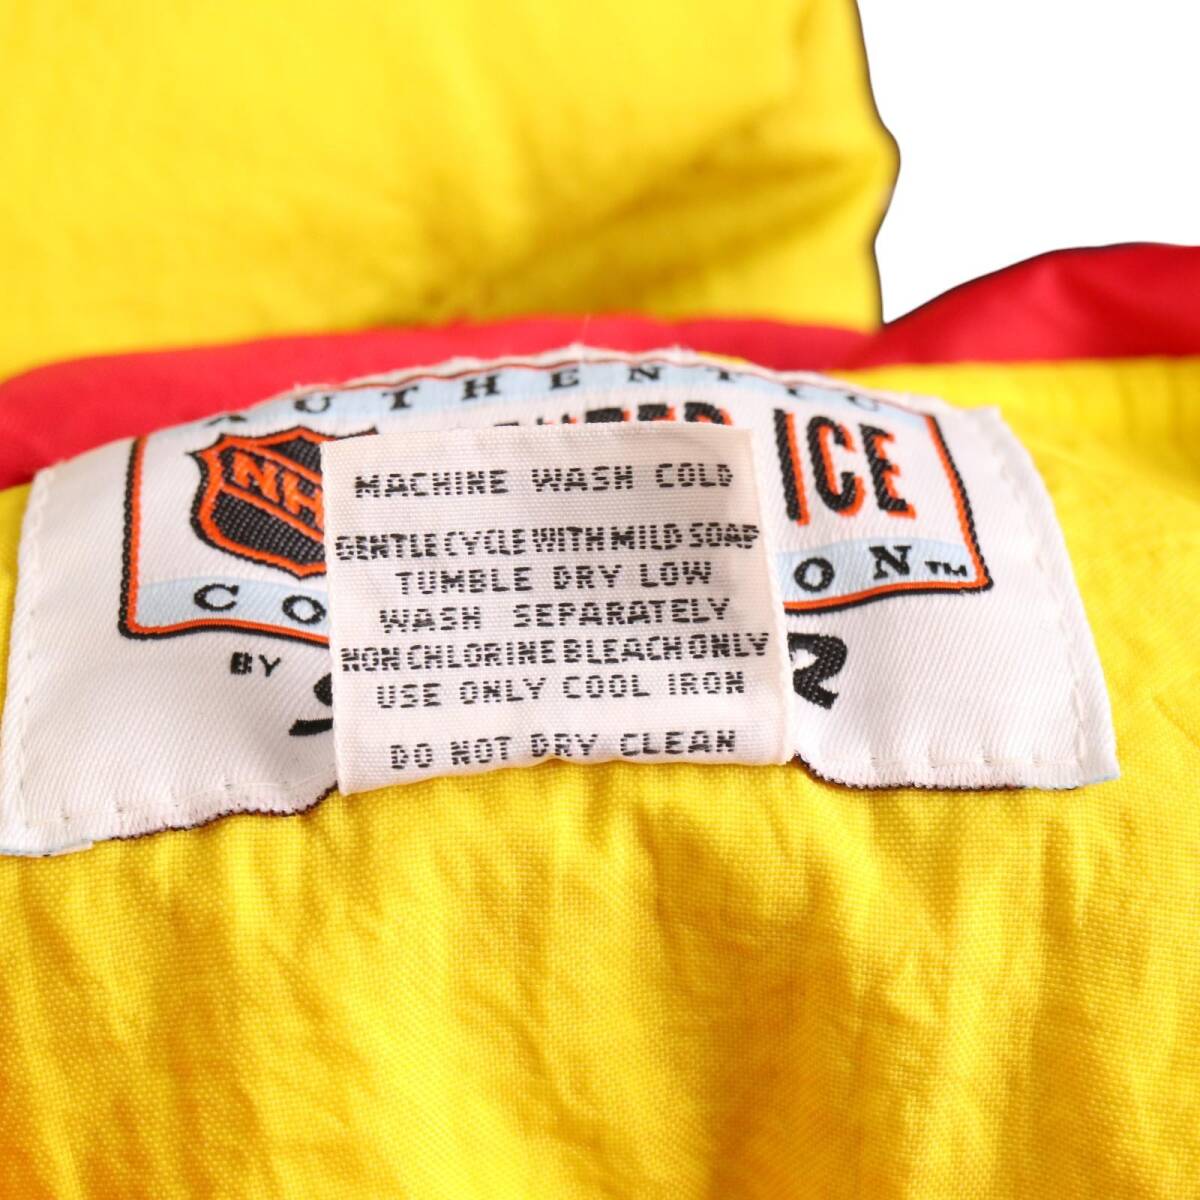 AUTHENTIC
NHL ICE
MACHINE WASH COLD
GENTLE CYCLE WITH MILD SOAP
TUMBLE DRY LOW
WASH SEPARATELY
NON CHLORINE BLEACH ONLY
USE ONLY COOL IRON
DO NOT DRY CLEAN
CO ON™
BY S R